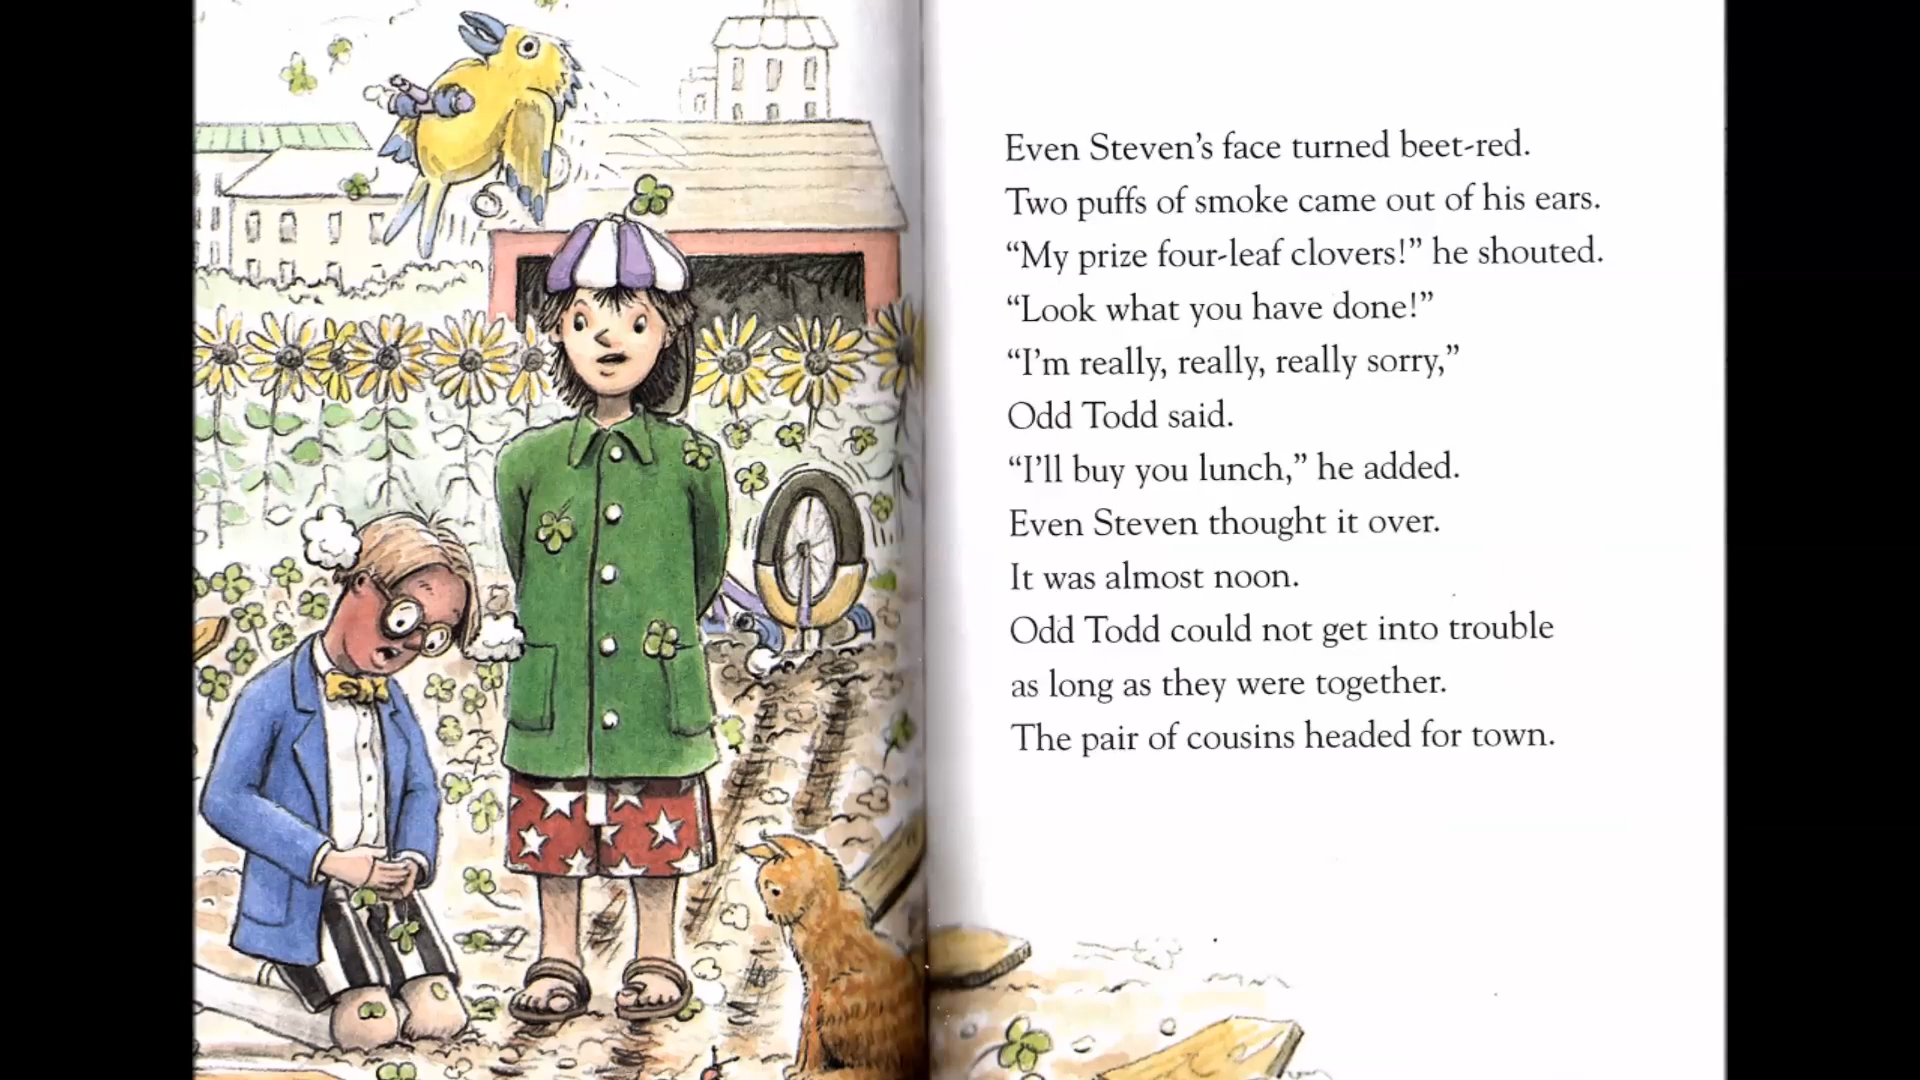 Even Steven’s face turned beet-red.
Two puffs of smoke came out of his ears.
“My prize four-leaf clovers!” he shouted.
“Look what you have done!”
“I’m really, really, really sorry,”
Odd Todd said.
“I’ll buy you lunch,” he added.
Even Steven thought it over.
It was almost noon.
Odd Todd could not get into trouble
as long as they were together.
The pair of cousins headed for town.